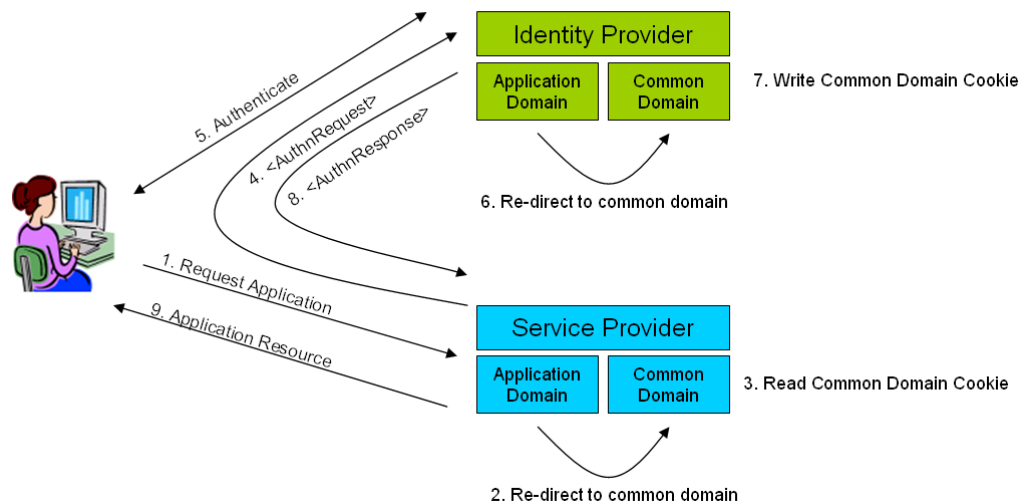 Identity Provider
Application
Domain
Common
Domain
7. Write Common Domain Cookie
5. Authenticate
4. <AuthnRequest>
8. <AuthnResponse>
6. Re-direct to common domain
1. Request Application
9. Application Resource
Service Provider
Application
Domain
Common
Domain
3. Read Common Domain Cookie
2. Re-direct to common domain